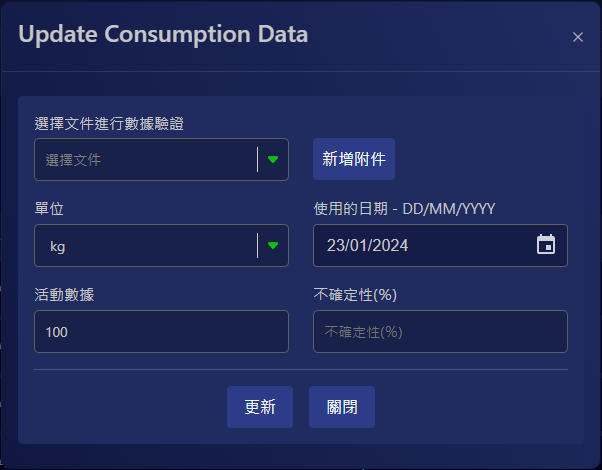 Update Consumption Data
×
選擇文件進行數據驗證
選擇文件
新增附件
單位
使用的日期 - DD/MM/YYYY
kg
23/01/2024
活動數據
不確定性(%)
100
不確定性(%)
更新
關閉